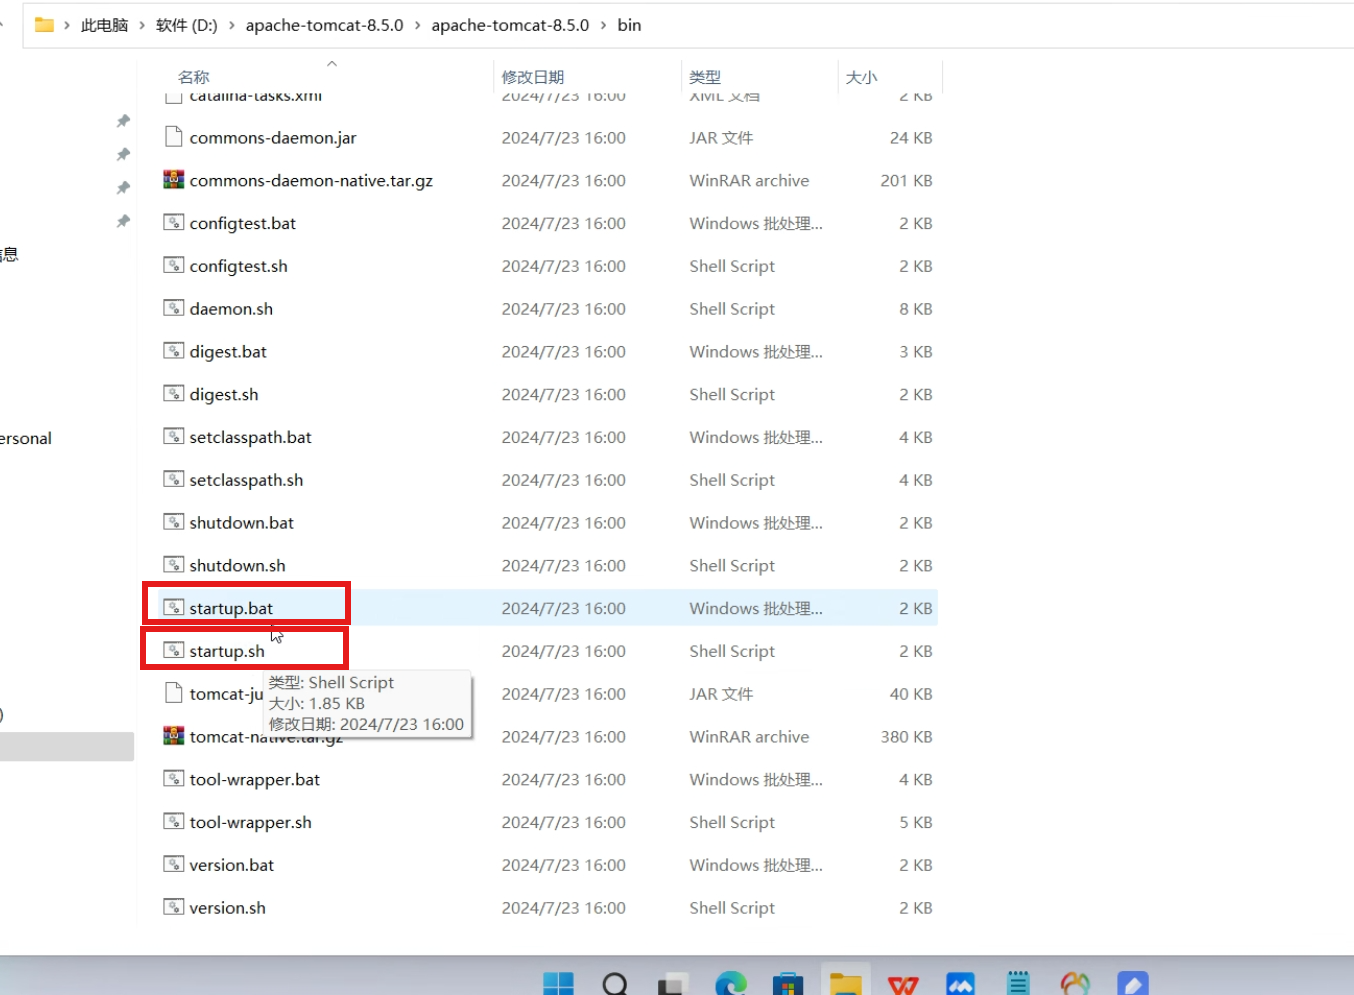 此电脑 › 软件 (D:) › apache-tomcat-8.5.0 › apache-tomcat-8.5.0 › bin
名称 修改日期 类型 大小
catalina-tasks.xml 2024/7/23 16:00 XML 文档 2 KB
commons-daemon.jar 2024/7/23 16:00 JAR 文件 24 KB
commons-daemon-native.tar.gz 2024/7/23 16:00 WinRAR archive 201 KB
configtest.bat 2024/7/23 16:00 Windows 批处理... 2 KB
息
configtest.sh 2024/7/23 16:00 Shell Script 2 KB
daemon.sh 2024/7/23 16:00 Shell Script 8 KB
digest.bat 2024/7/23 16:00 Windows 批处理... 3 KB
digest.sh 2024/7/23 16:00 Shell Script 2 KB
ersonal
setclasspath.bat 2024/7/23 16:00 Windows 批处理... 4 KB
setclasspath.sh 2024/7/23 16:00 Shell Script 4 KB
shutdown.bat 2024/7/23 16:00 Windows 批处理... 2 KB
shutdown.sh 2024/7/23 16:00 Shell Script 2 KB
startup.bat 2024/7/23 16:00 Windows 批处理... 2 KB
startup.sh 2024/7/23 16:00 Shell Script 2 KB
类型: Shell Script
大小: 1.85 KB
修改日期: 2024/7/23 16:00
tomcat-ju 2024/7/23 16:00 JAR 文件 40 KB
)
tomcat-native.tar.gz 2024/7/23 16:00 WinRAR archive 380 KB
tool-wrapper.bat 2024/7/23 16:00 Windows 批处理... 4 KB
tool-wrapper.sh 2024/7/23 16:00 Shell Script 5 KB
version.bat 2024/7/23 16:00 Windows 批处理... 2 KB
version.sh 2024/7/23 16:00 Shell Script 2 KB